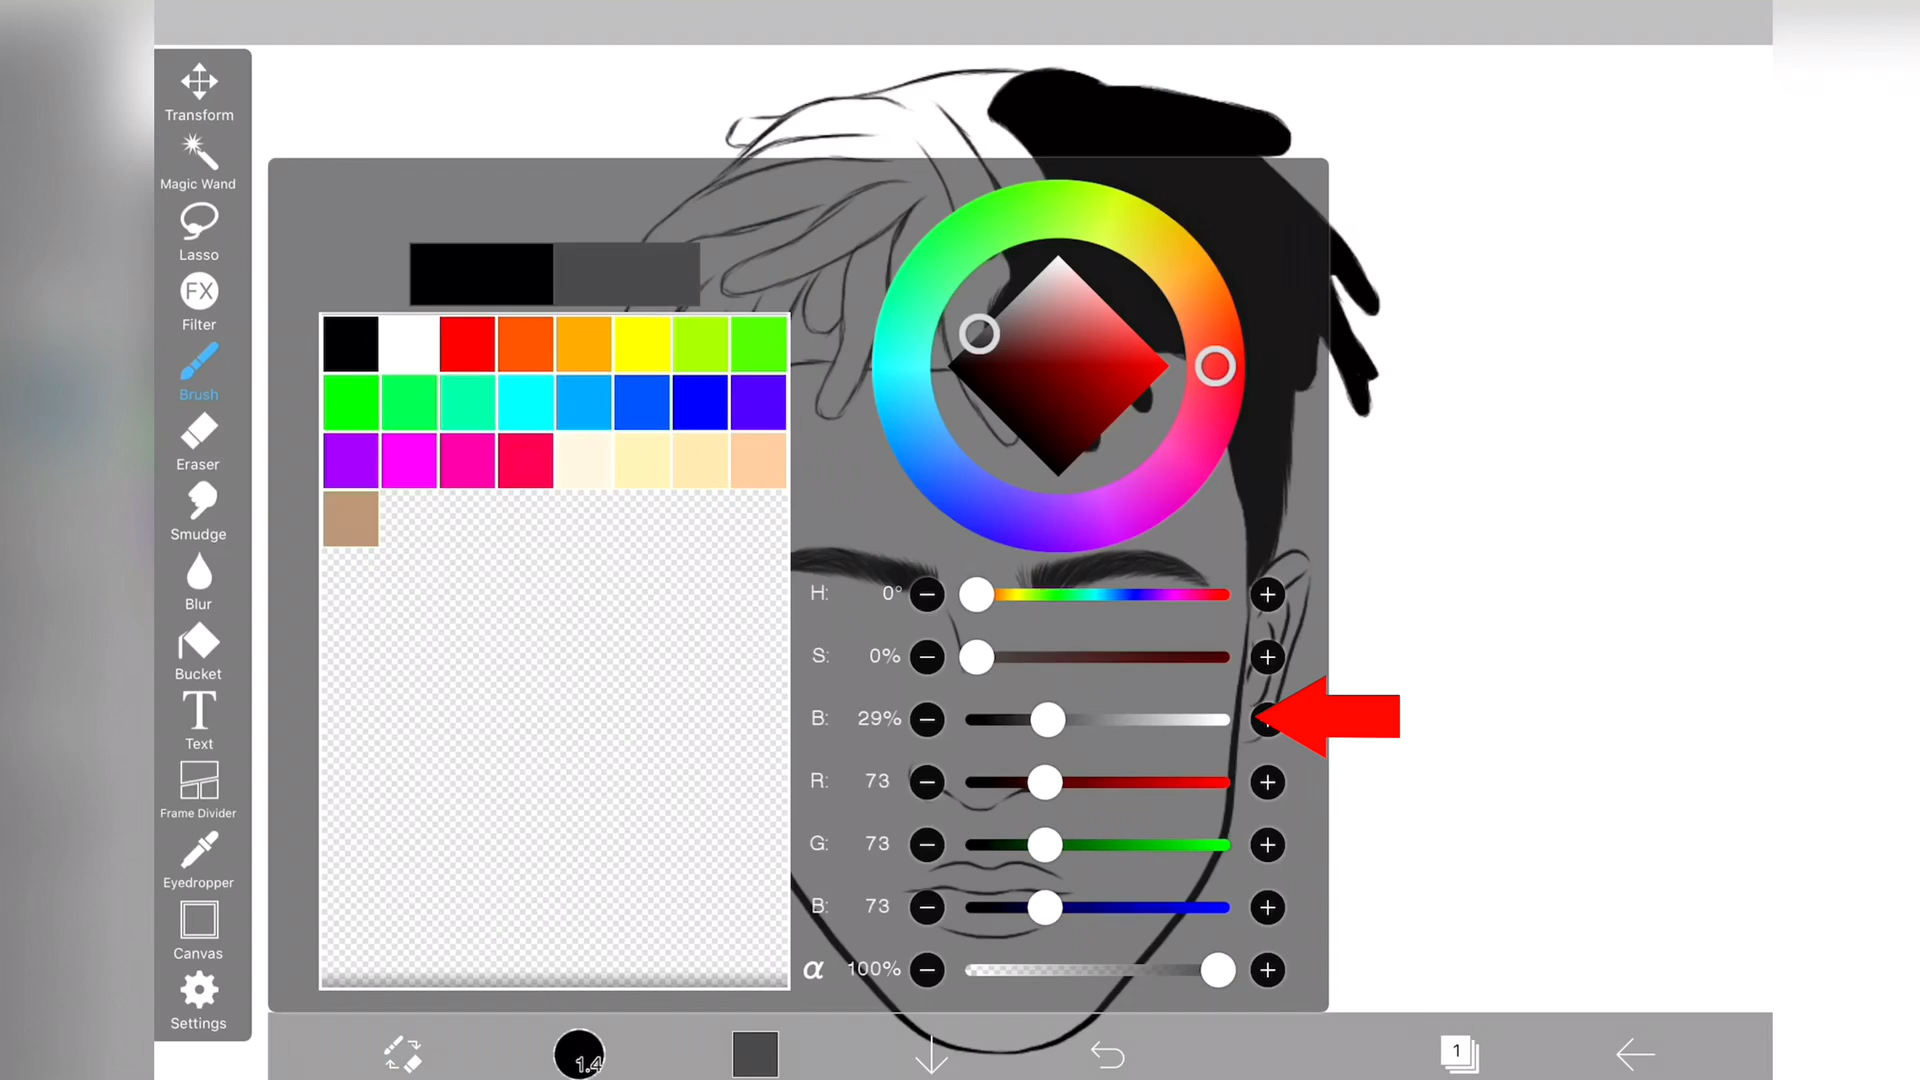 Transform
Magic Wand
Lasso
FX
Filter
Brush
Eraser
Smudge
Blur
Bucket
T
Text
Frame Divider
Eyedropper
Canvas
Settings
H: 0°
S: 0%
B: 29%
R: 73
G: 73
B: 73
α 100%
1.4
1